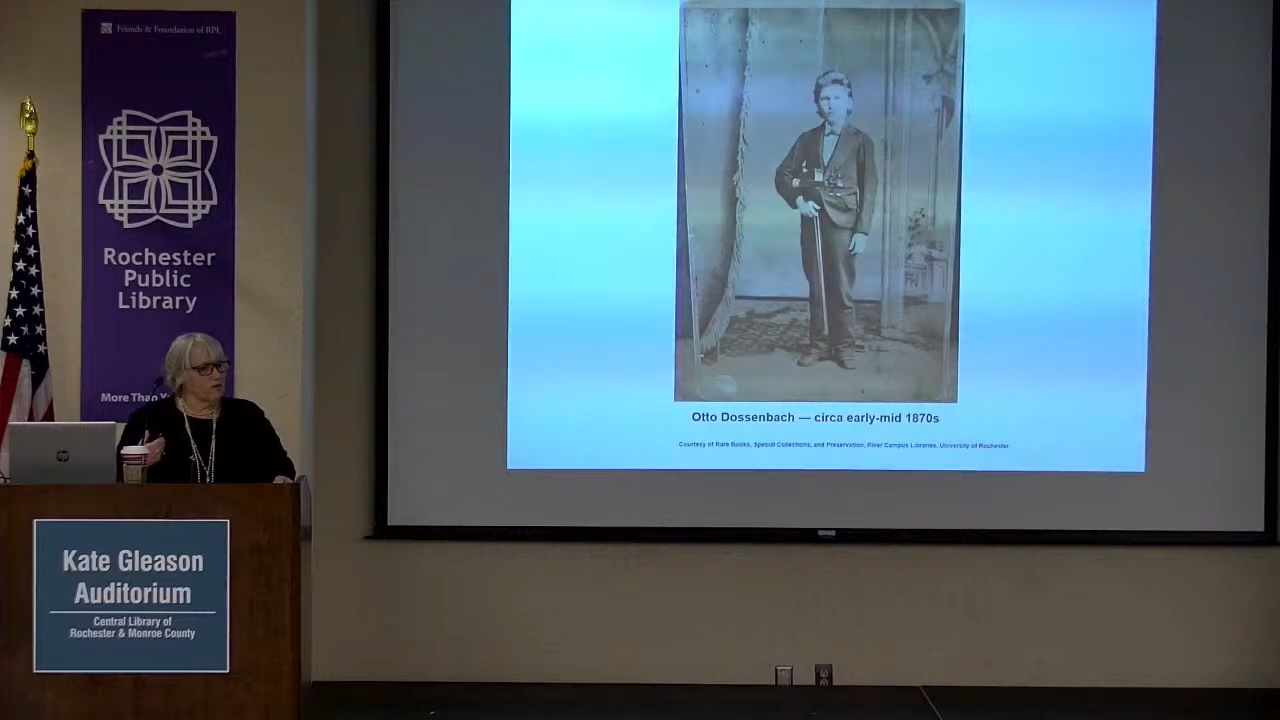 Friends & Foundation of RPL
Rochester
Public
Library
More Than
Kate Gleason
Auditorium
Central Library of
Rochester & Monroe County
Otto Dossenbach — circa early-mid 1870s
Courtesy of Rare Books, Special Collections, and Preservation, River Campus Libraries, University of Rochester
hp